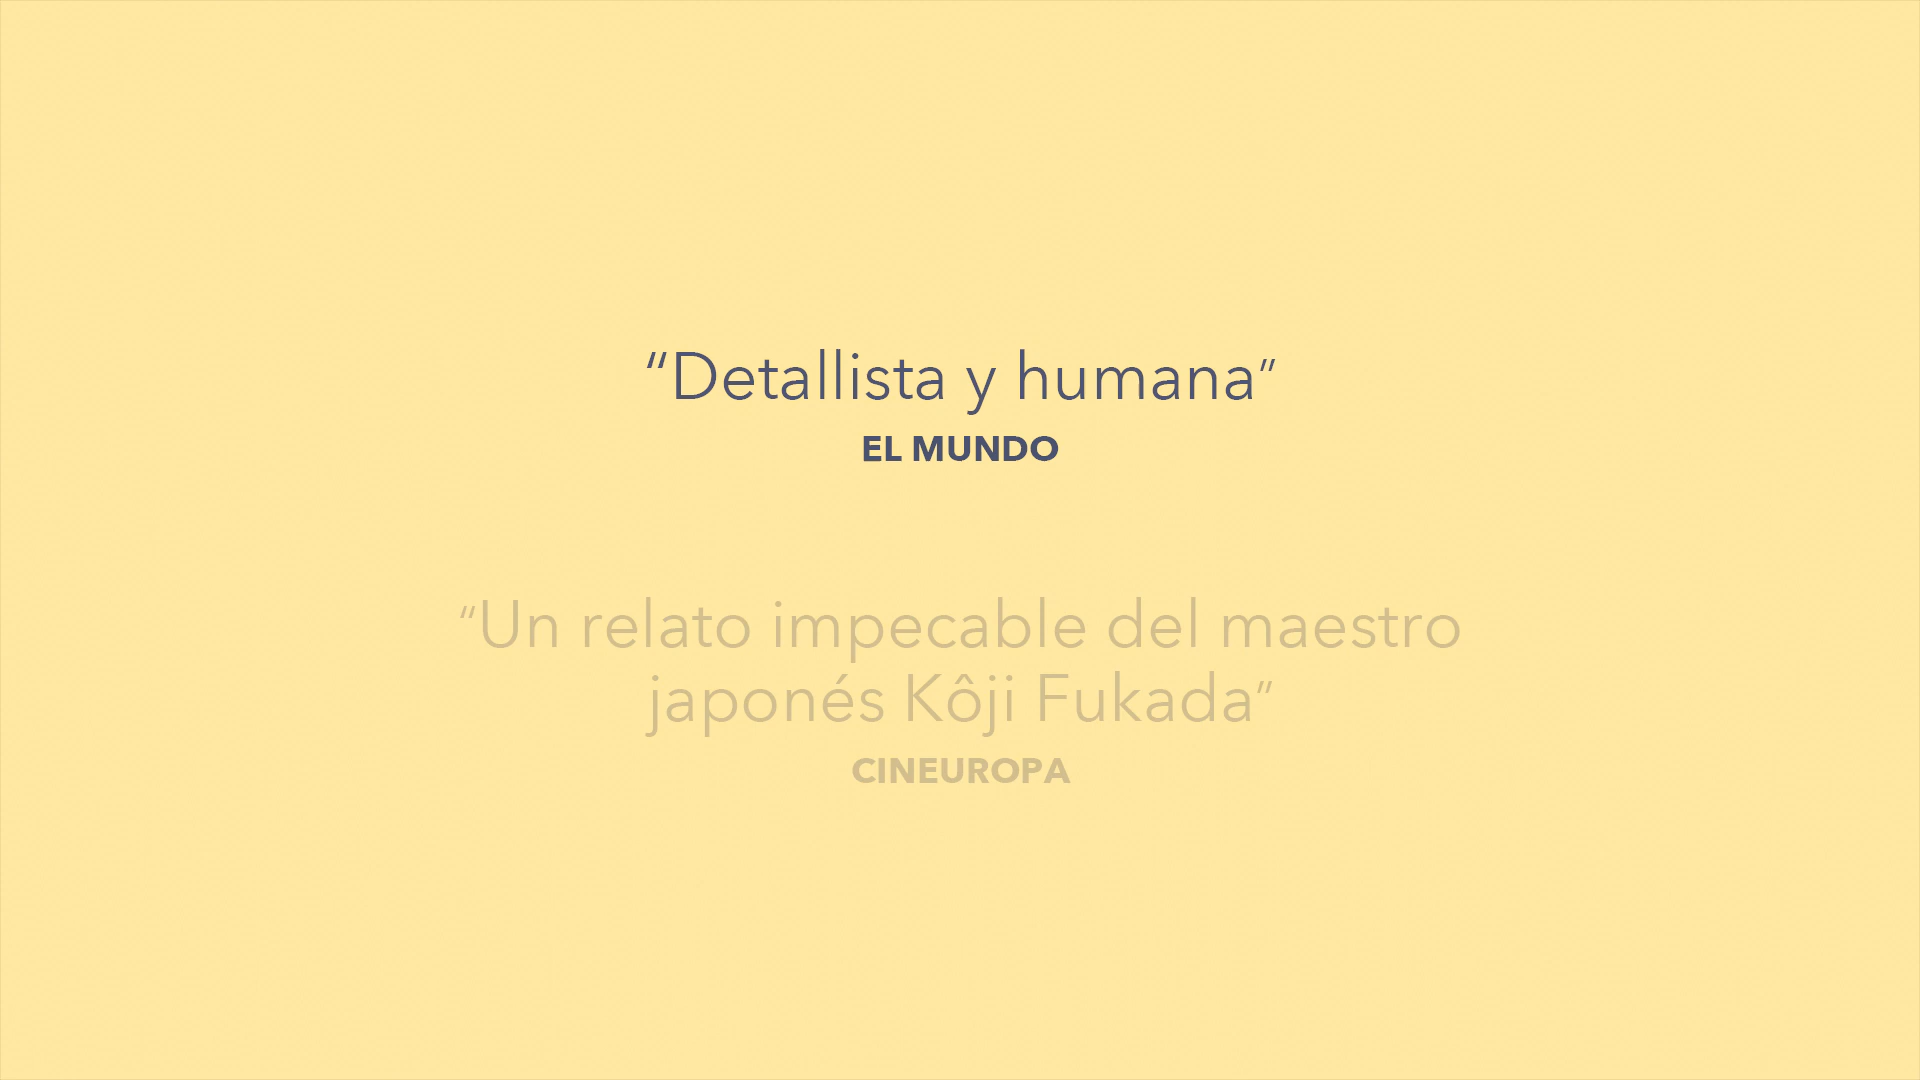 “Detallista y humana”
EL MUNDO
“Un relato impecable del maestro
japonés Kôji Fukada”
CINEUROPA